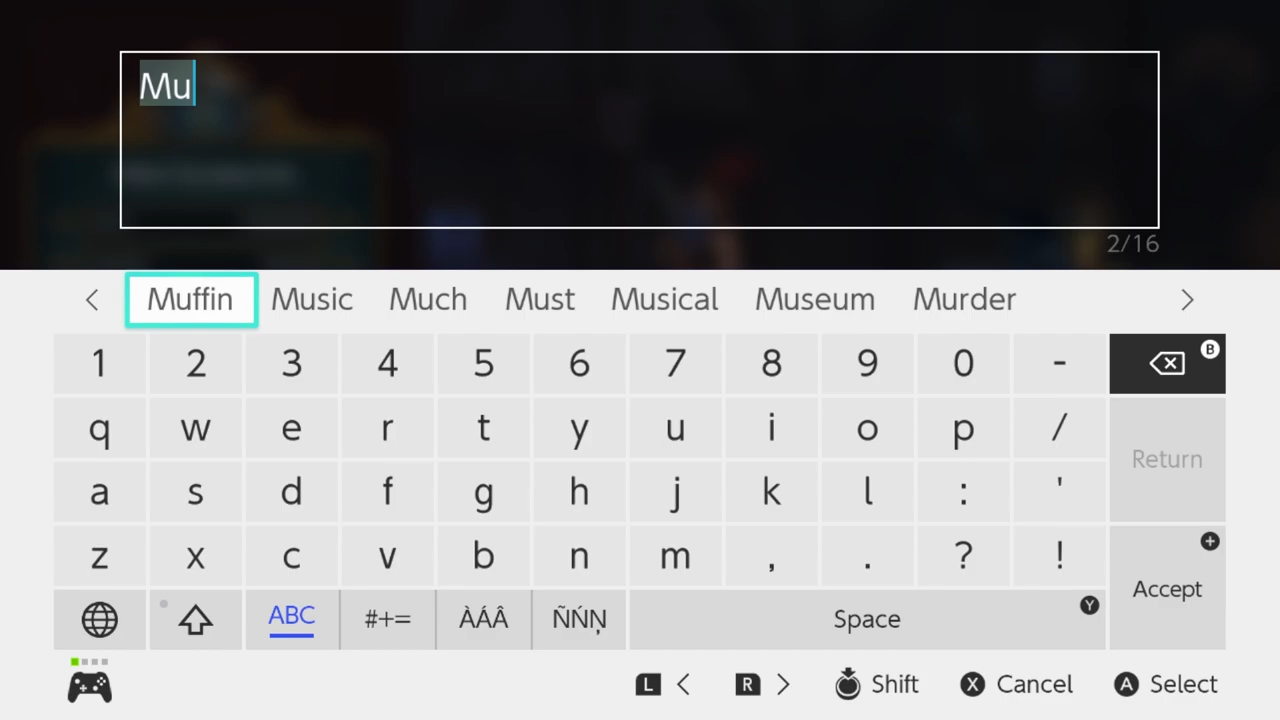 Mu
2/16
Muffin Music Much Must Musical Museum Murder
1 2 3 4 5 6 7 8 9 0 - B
q w e r t y u i o p /
Return
a s d f g h j k l : '
z x c v b n m , . ? ! +
Accept
ABC #+= ÀÁÂ ÑŃŅ Space Y
L R Shift X Cancel A Select